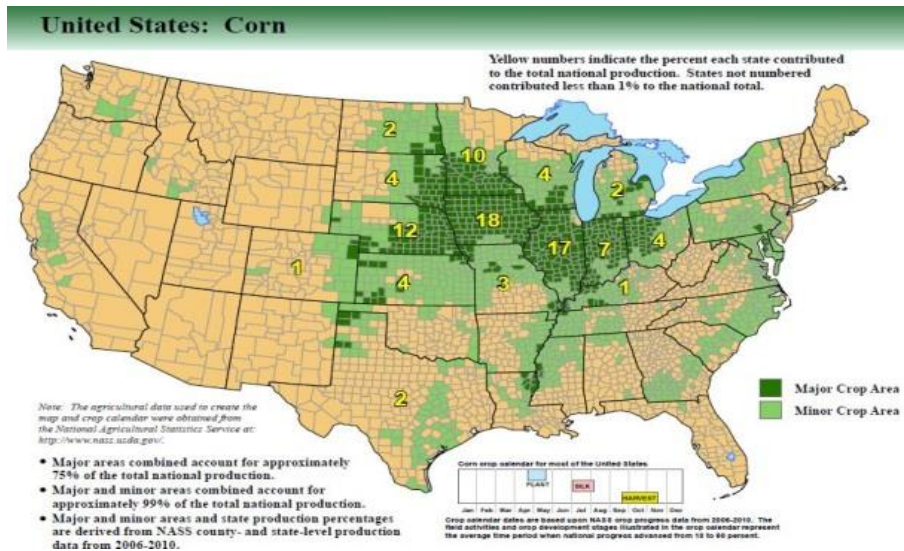 United States: Corn
Yellow numbers indicate the percent each state contributed
to the total national production. States not numbered
contributed less than 1% to the national total.
2
10
4
4
2
12
18
17
7
4
1
4
3
1
2
Major Crop Area
Minor Crop Area
Note: The agricultural data used to create the
map and crop calendar were obtained from
the National Agricultural Statistics Service at:
http://www.nass.usda.gov/.
• Major areas combined account for approximately
75% of the total national production.
• Major and minor areas combined account for
approximately 99% of the total national production.
• Major and minor areas and state production percentages
are derived from NASS county- and state-level production
data from 2006-2010.
Corn crop calendar for most of the United States
PLANT
SILK
HARVEST
Jan Feb Mar Apr May Jun Jul Aug Sep Oct Nov Dec
Crop calendar dates are based upon NASS crop progress data from 2006-2010. The
field activities and crop development stages illustrated in the crop calendar represent
the average time period when national progress advanced from 10 to 90 percent.